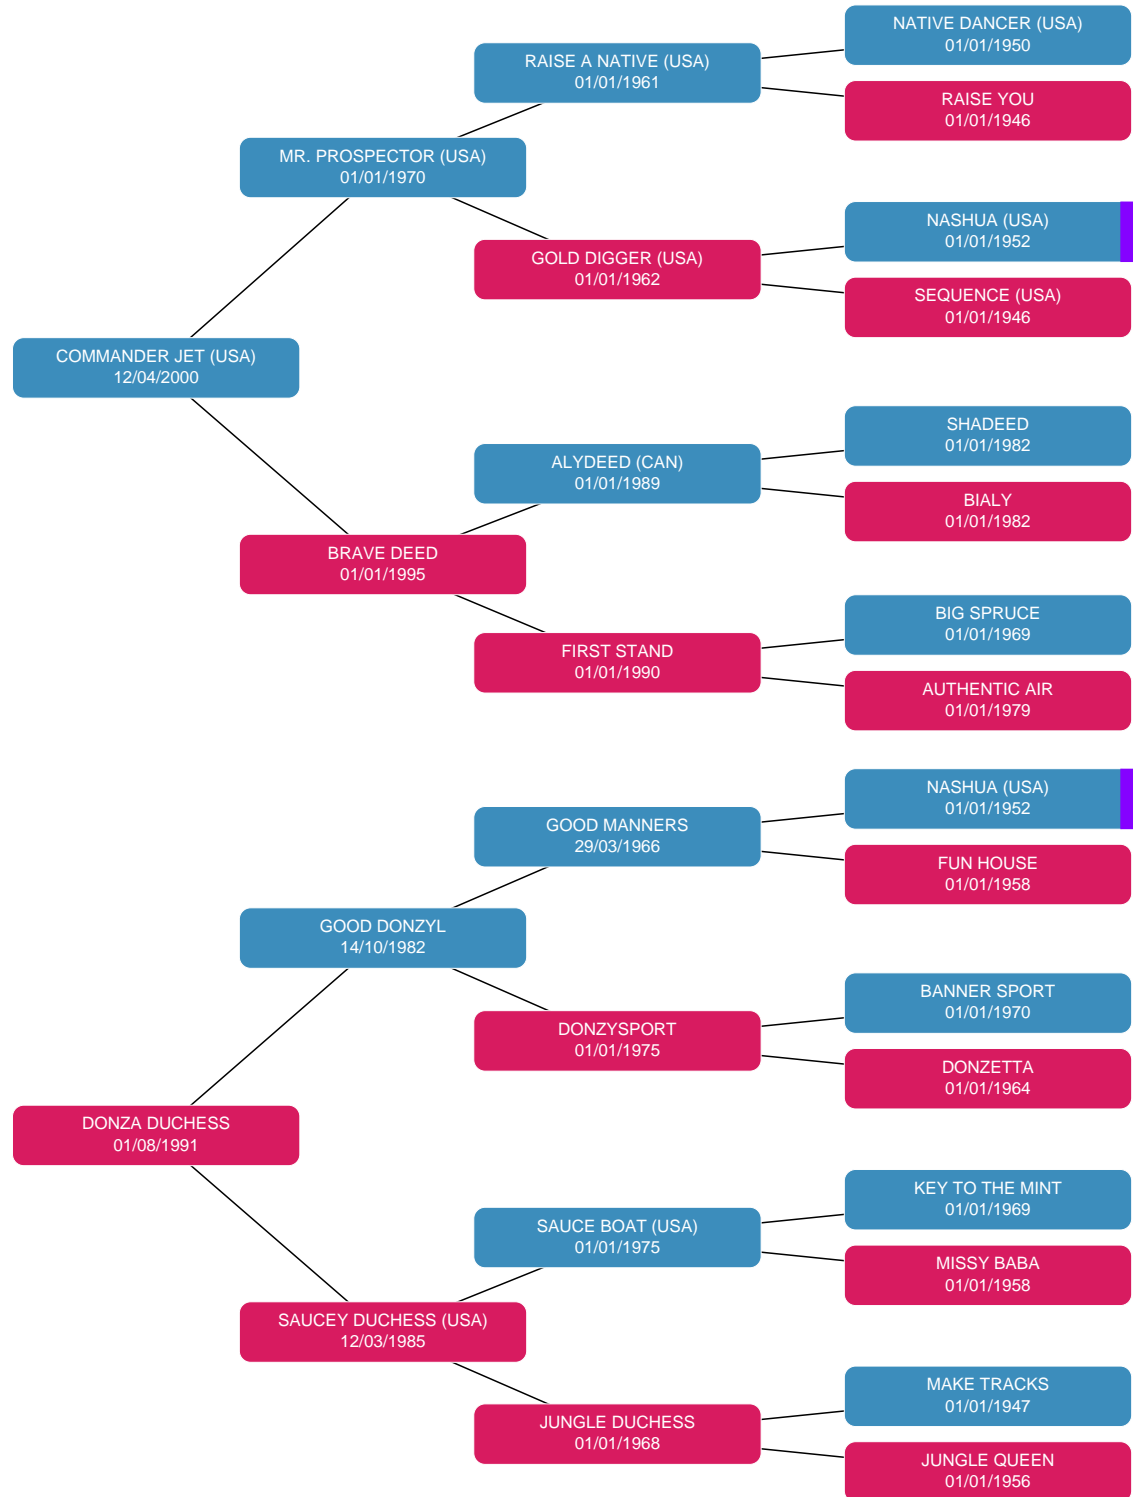 NATIVE DANCER (USA)
01/01/1950
RAISE A NATIVE (USA)
01/01/1961
RAISE YOU
01/01/1946
MR. PROSPECTOR (USA)
01/01/1970
NASHUA (USA)
01/01/1952
GOLD DIGGER (USA)
01/01/1962
SEQUENCE (USA)
01/01/1946
COMMANDER JET (USA)
12/04/2000
SHADEED
01/01/1982
ALYDEED (CAN)
01/01/1989
BIALY
01/01/1982
BRAVE DEED
01/01/1995
BIG SPRUCE
01/01/1969
FIRST STAND
01/01/1990
AUTHENTIC AIR
01/01/1979
NASHUA (USA)
01/01/1952
GOOD MANNERS
29/03/1966
FUN HOUSE
01/01/1958
GOOD DONZYL
14/10/1982
BANNER SPORT
01/01/1970
DONZYSPORT
01/01/1975
DONZETTA
01/01/1964
DONZA DUCHESS
01/08/1991
KEY TO THE MINT
01/01/1969
SAUCE BOAT (USA)
01/01/1975
MISSY BABA
01/01/1958
SAUCEY DUCHESS (USA)
12/03/1985
MAKE TRACKS
01/01/1947
JUNGLE DUCHESS
01/01/1968
JUNGLE QUEEN
01/01/1956